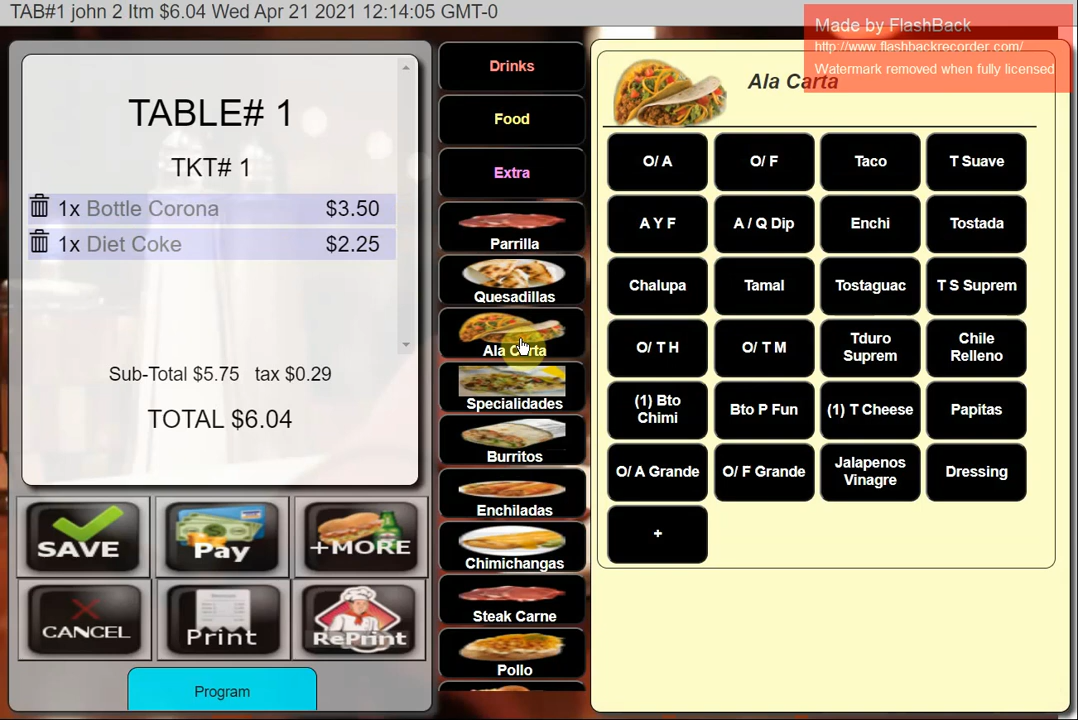 TAB#1 john 2 Itm $6.04 Wed Apr 21 2021 12:14:05 GMT-0
Made by FlashBack
http://www.flashbackrecorder.com/
Watermark removed when fully licensed
TABLE# 1
TKT# 1
1x Bottle Corona $3.50
1x Diet Coke $2.25
Sub-Total $5.75 tax $0.29
TOTAL $6.04
SAVE
Pay
+MORE
CANCEL
Print
RePrint
Program
Drinks
Food
Extra
Parrilla
Quesadillas
Ala Carta
Specialidades
Burritos
Enchiladas
Chimichangas
Steak Carne
Pollo
Ala Carta
O/ A
O/ F
Taco
T Suave
A Y F
A / Q Dip
Enchi
Tostada
Chalupa
Tamal
Tostaguac
T S Suprem
O/ T H
O/ T M
Tduro
Suprem
Chile
Relleno
(1) Bto
Chimi
Bto P Fun
(1) T Cheese
Papitas
O/ A Grande
O/ F Grande
Jalapenos
Vinagre
Dressing
+